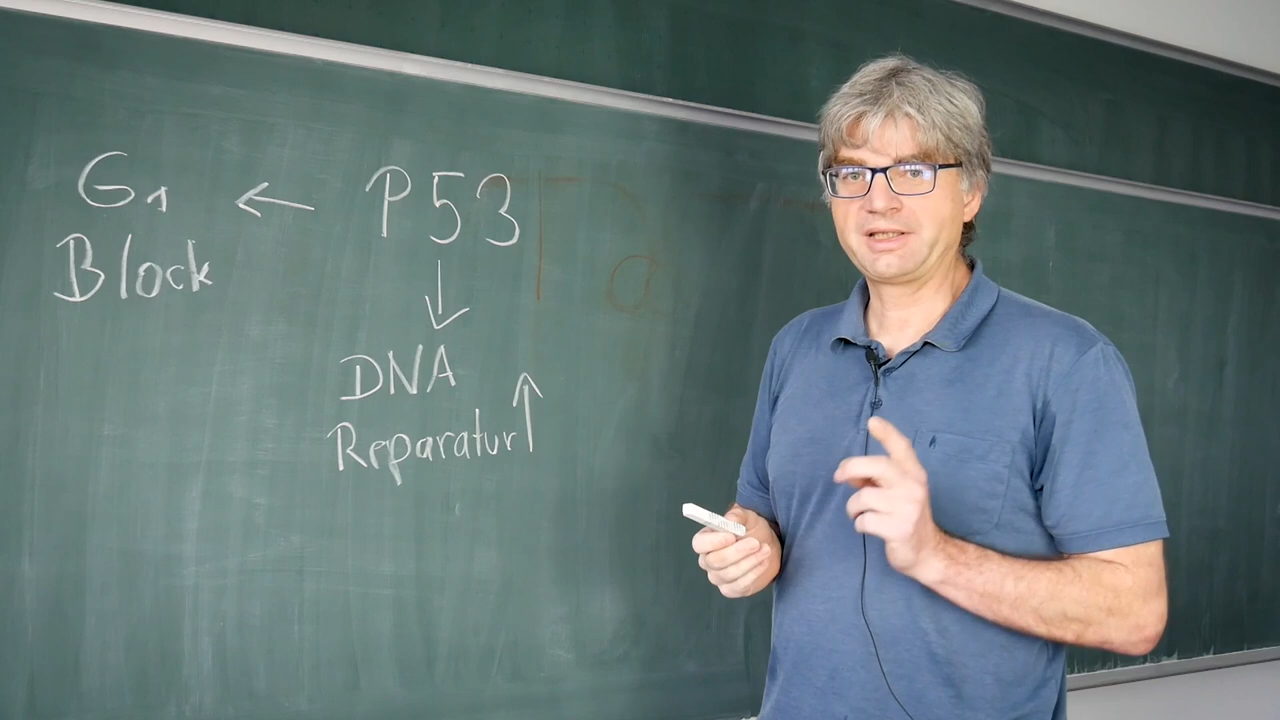 G1 ← P53
Block
↓
DNA
Reparatur ↑